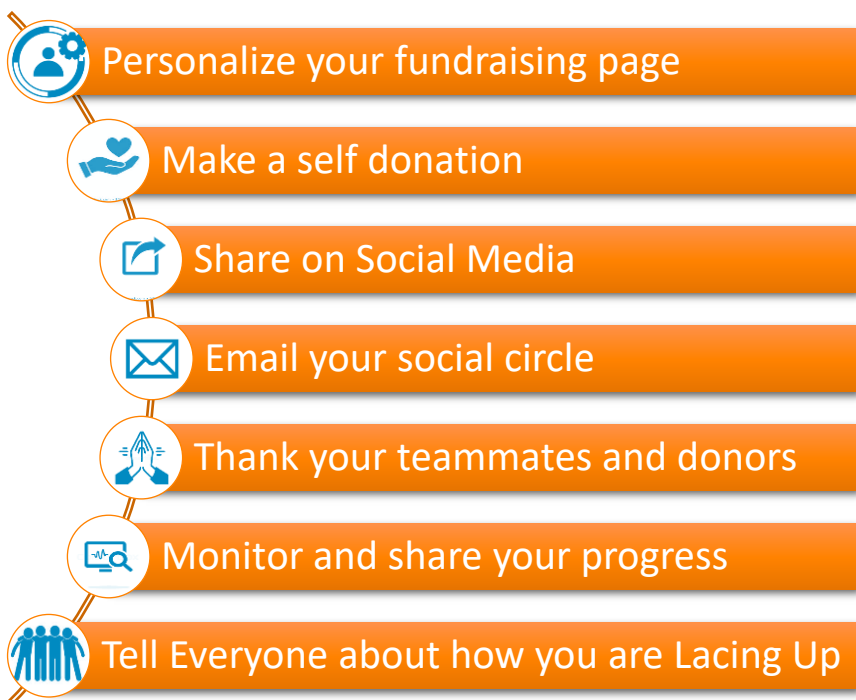 Personalize your fundraising page
Make a self donation
Share on Social Media
Email your social circle
Thank your teammates and donors
Monitor and share your progress
Tell Everyone about how you are Lacing Up